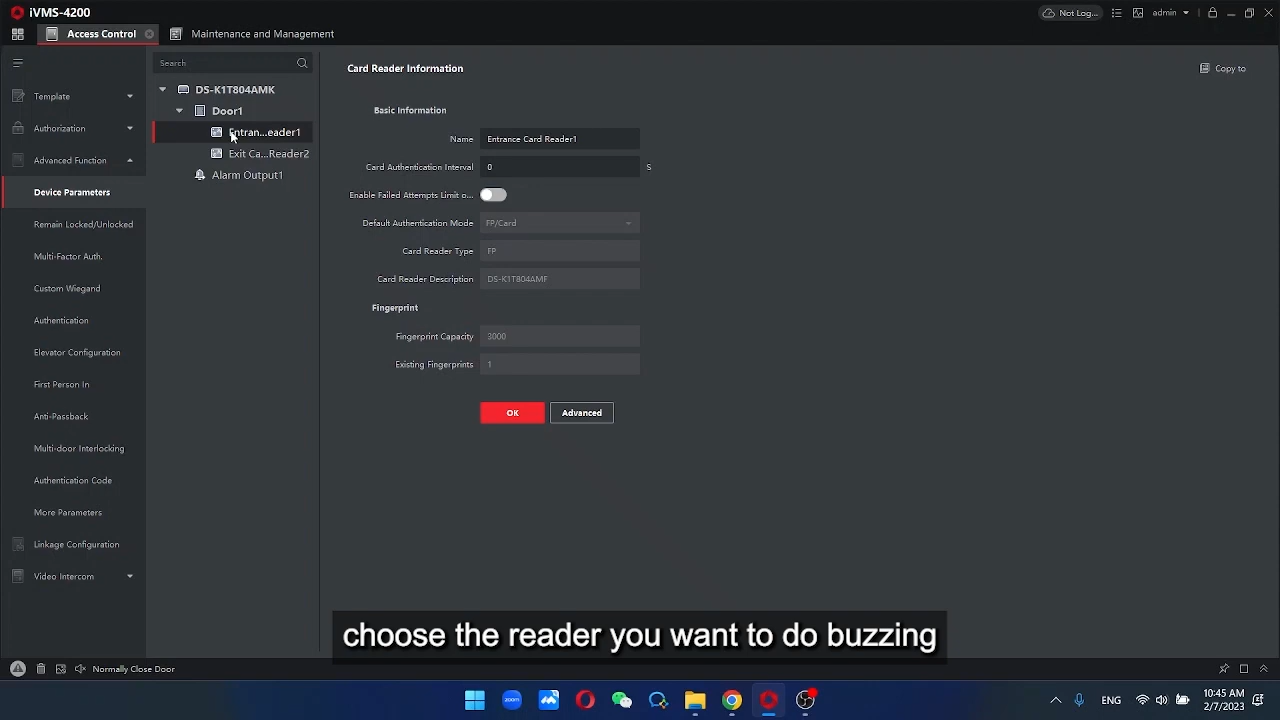 iVMS-4200
Not Log...
admin
Access Control
Maintenance and Management
Search
DS-K1T804AMK
Door1
Entran...eader1
Exit Ca...Reader2
Alarm Output1
Template
Authorization
Advanced Function
Device Parameters
Remain Locked/Unlocked
Multi-Factor Auth.
Custom Wiegand
Authentication
Elevator Configuration
First Person In
Anti-Passback
Multi-door Interlocking
Authentication Code
More Parameters
Linkage Configuration
Video Intercom
Card Reader Information
Copy to
Basic Information
Name Entrance Card Reader1
Card Authentication Interval 0 S
Enable Failed Attempts Limit o...
Default Authentication Mode FP/Card
Card Reader Type FP
Card Reader Description DS-K1T804AMF
Fingerprint
Fingerprint Capacity 3000
Existing Fingerprints 1
OK Advanced
choose the reader you want to do buzzing
Normally Close Door
zoom
ENG
10:45 AM
2/7/2023